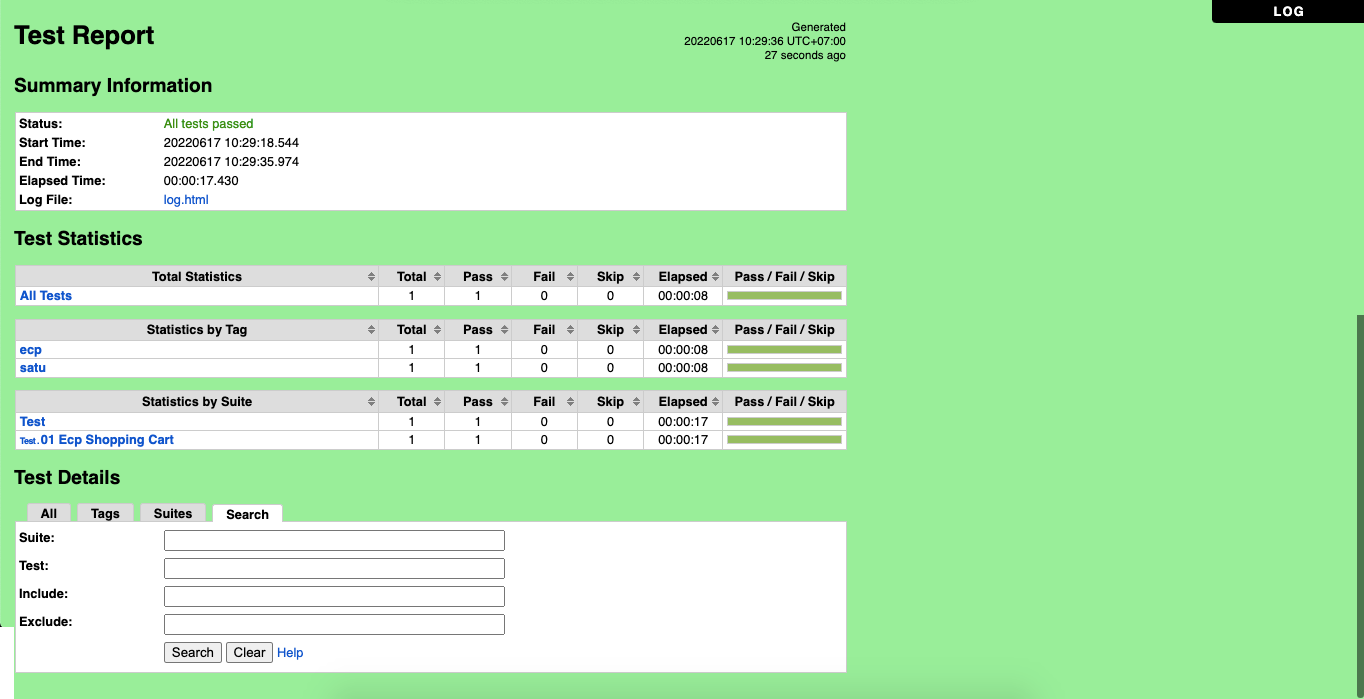 LOG
Test Report
Generated
20220617 10:29:36 UTC+07:00
27 seconds ago
Summary Information
Status: All tests passed
Start Time: 20220617 10:29:18.544
End Time: 20220617 10:29:35.974
Elapsed Time: 00:00:17.430
Log File: log.html
Test Statistics
Total Statistics Total Pass Fail Skip Elapsed Pass / Fail / Skip
All Tests 1 1 0 0 00:00:08
Statistics by Tag Total Pass Fail Skip Elapsed Pass / Fail / Skip
ecp 1 1 0 0 00:00:08
satu 1 1 0 0 00:00:08
Statistics by Suite Total Pass Fail Skip Elapsed Pass / Fail / Skip
Test 1 1 0 0 00:00:17
Test.01 Ecp Shopping Cart 1 1 0 0 00:00:17
Test Details
All Tags Suites Search
Suite:
Test:
Include:
Exclude:
Search Clear Help